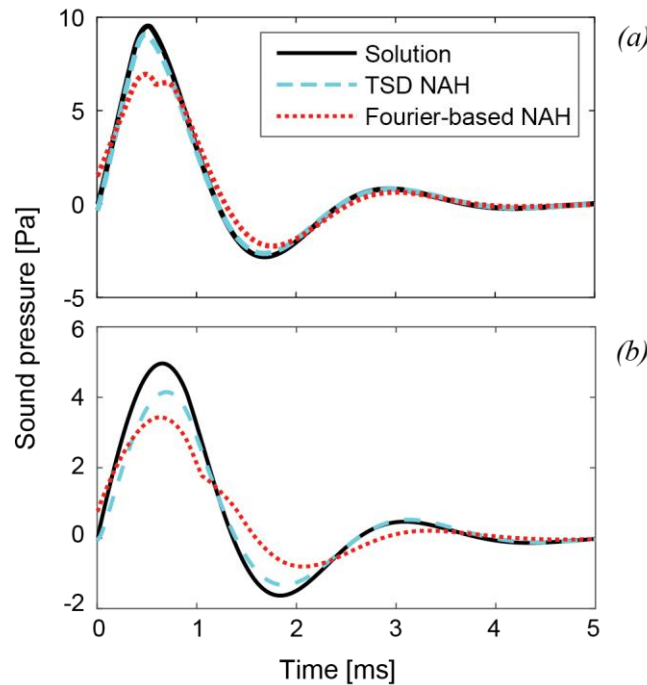 10
5
0
-5
(a)
Solution
TSD NAH
Fourier-based NAH
Sound pressure [Pa]
6
4
2
0
-2
(b)
0 1 2 3 4 5
Time [ms]